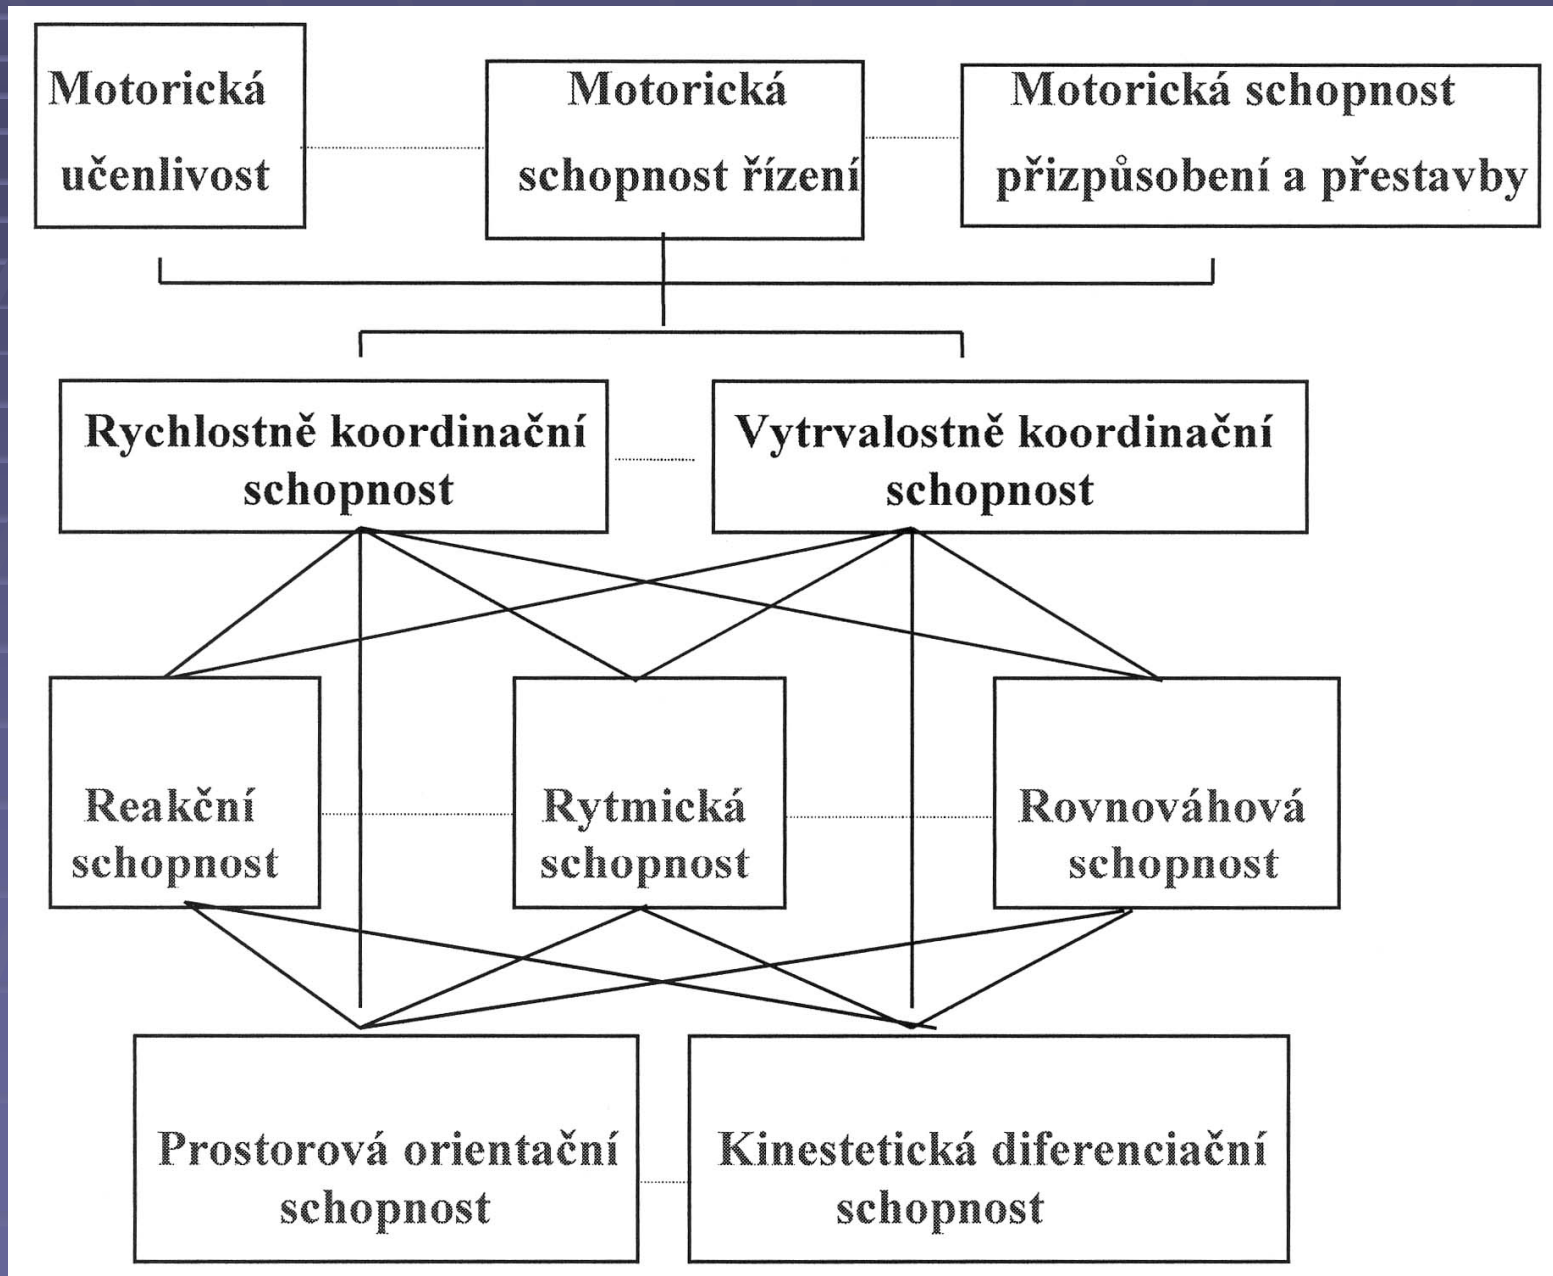 Motorická
učenlivost
Motorická
schopnost řízení
Motorická schopnost
přizpůsobení a přestavby
Rychlostně koordinační
schopnost
Vytrvalostně koordinační
schopnost
Reakční
schopnost
Rytmická
schopnost
Rovnováhová
schopnost
Prostorová orientační
schopnost
Kinestetická diferenciační
schopnost